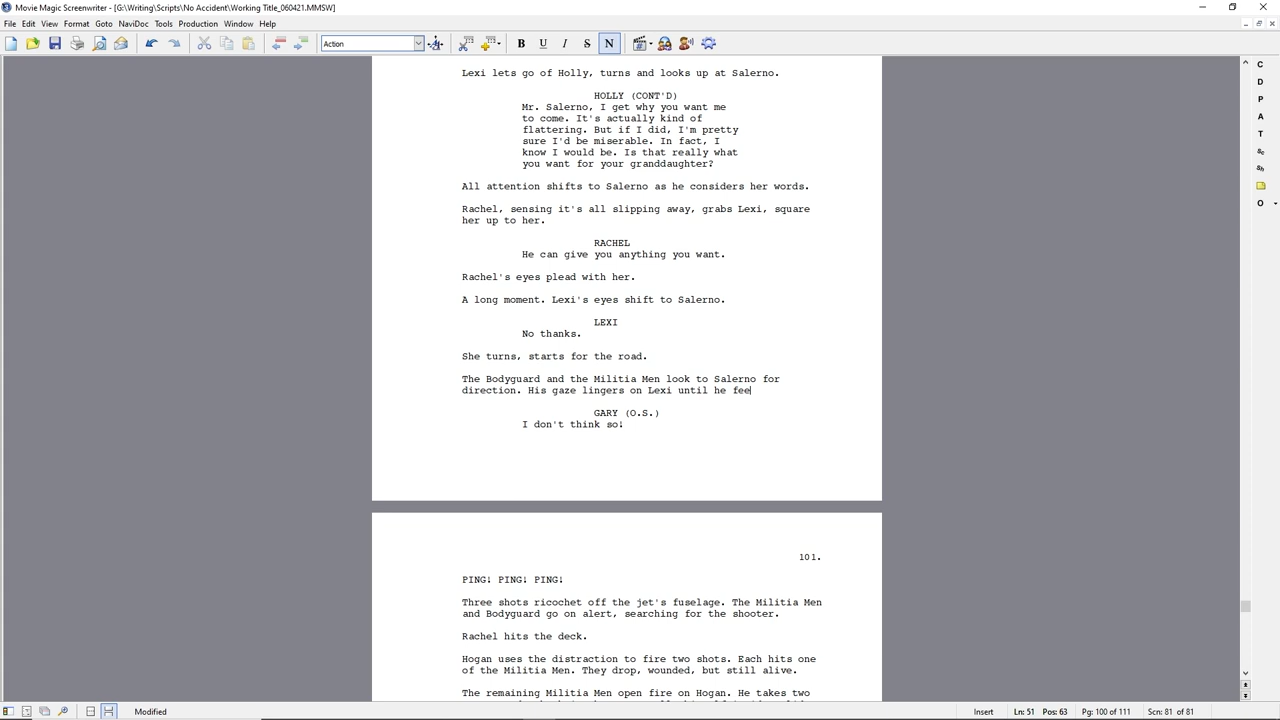 Movie Magic Screenwriter - [G:\Writing\Scripts\No Accident\Working Title_060421.MMSW]
File Edit View Format Goto NaviDoc Tools Production Window Help
Action
B U I S N
C
D
P
A
T
Sc
Sh
O
Lexi lets go of Holly, turns and looks up at Salerno.
HOLLY (CONT'D)
Mr. Salerno, I get why you want me
to come. It's actually kind of
flattering. But if I did, I'm pretty
sure I'd be miserable. In fact, I
know I would be. Is that really what
you want for your granddaughter?
All attention shifts to Salerno as he considers her words.
Rachel, sensing it's all slipping away, grabs Lexi, square
her up to her.
RACHEL
He can give you anything you want.
Rachel's eyes plead with her.
A long moment. Lexi's eyes shift to Salerno.
LEXI
No thanks.
She turns, starts for the road.
The Bodyguard and the Militia Men look to Salerno for
direction. His gaze lingers on Lexi until he fee
GARY (O.S.)
I don't think so!
101.
PING! PING! PING!
Three shots ricochet off the jet's fuselage. The Militia Men
and Bodyguard go on alert, searching for the shooter.
Rachel hits the deck.
Hogan uses the distraction to fire two shots. Each hits one
of the Militia Men. They drop, wounded, but still alive.
The remaining Militia Men open fire on Hogan. He takes two
Modified
Insert Ln: 51 Pos: 63 Pg: 100 of 111 Scn: 81 of 81